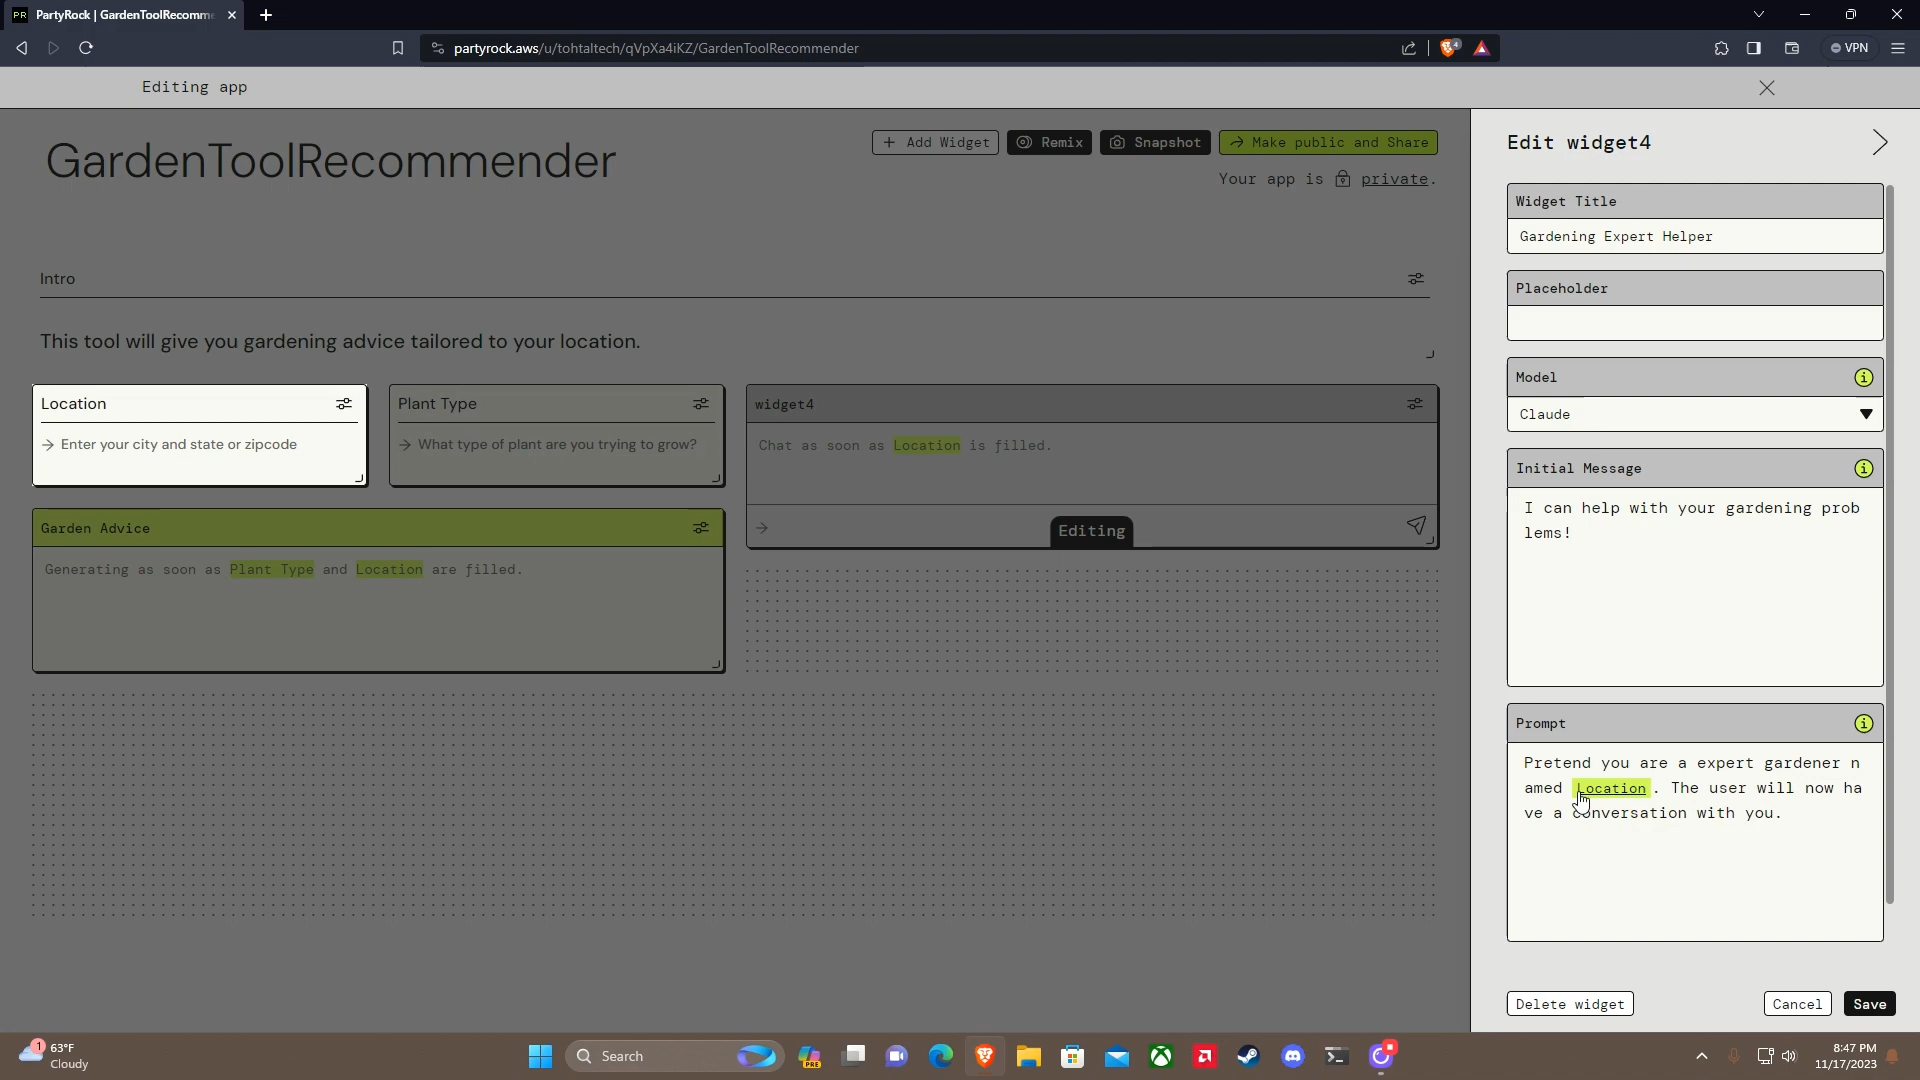 PR PartyRock | GardenToolRecomme
partyrock.aws/u/tohtaltech/qVpXa4iKZ/GardenToolRecommender
4
VPN
Editing app
GardenToolRecommender
+ Add Widget
Remix
Snapshot
Make public and Share
Your app is private.
Intro
This tool will give you gardening advice tailored to your location.
Location
Enter your city and state or zipcode
Plant Type
What type of plant are you trying to grow?
widget4
Chat as soon as Location is filled.
Editing
Garden Advice
Generating as soon as Plant Type and Location are filled.
Edit widget4
Widget Title
Gardening Expert Helper
Placeholder
Model
Claude
Initial Message
I can help with your gardening prob
lems!
Prompt
Pretend you are a expert gardener n
amed Location. The user will now ha
ve a conversation with you.
Delete widget
Cancel
Save
1
63°F
Cloudy
Search
PRE
8:47 PM
11/17/2023